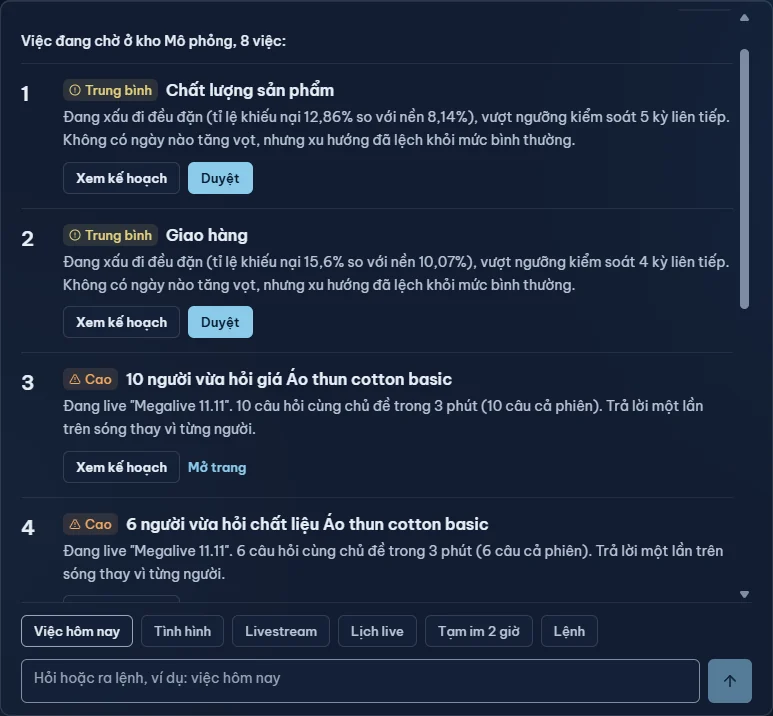 Việc đang chờ ở kho Mô phỏng, 8 việc:
1
Trung bình Chất lượng sản phẩm
Đang xấu đi đều đặn (tỉ lệ khiếu nại 12,86% so với nền 8,14%), vượt ngưỡng kiểm soát 5 kỳ liên tiếp.
Không có ngày nào tăng vọt, nhưng xu hướng đã lệch khỏi mức bình thường.
Xem kế hoạch Duyệt
2
Trung bình Giao hàng
Đang xấu đi đều đặn (tỉ lệ khiếu nại 15,6% so với nền 10,07%), vượt ngưỡng kiểm soát 4 kỳ liên tiếp.
Không có ngày nào tăng vọt, nhưng xu hướng đã lệch khỏi mức bình thường.
Xem kế hoạch Duyệt
3
Cao 10 người vừa hỏi giá Áo thun cotton basic
Đang live "Megalive 11.11". 10 câu hỏi cùng chủ đề trong 3 phút (10 câu cả phiên). Trả lời một lần
trên sóng thay vì từng người.
Xem kế hoạch Mở trang
4
Cao 6 người vừa hỏi chất liệu Áo thun cotton basic
Đang live "Megalive 11.11". 6 câu hỏi cùng chủ đề trong 3 phút (6 câu cả phiên). Trả lời một lần trên
sóng thay vì từng người.
Việc hôm nay Tình hình Livestream Lịch live Tạm im 2 giờ Lệnh
Hỏi hoặc ra lệnh, ví dụ: việc hôm nay